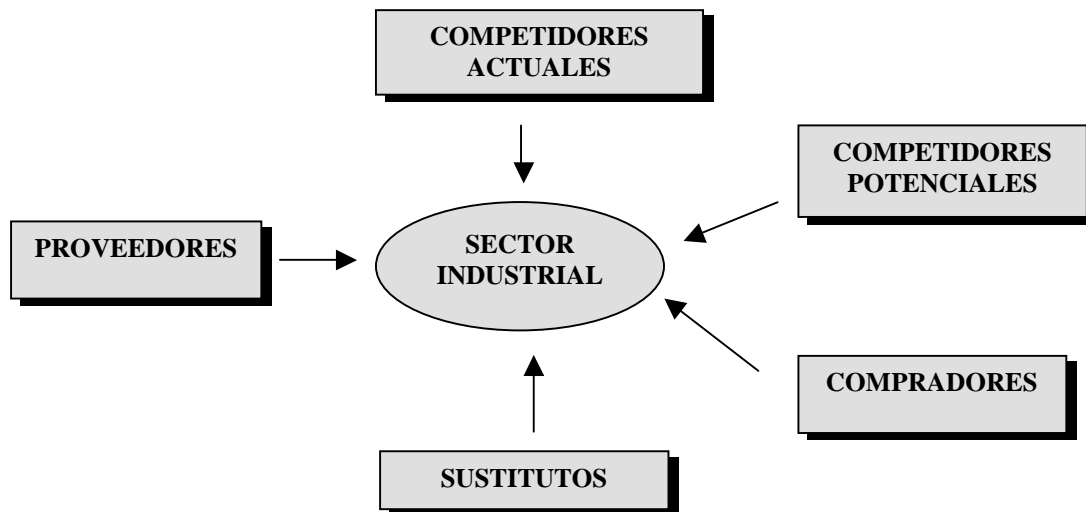 COMPETIDORES
ACTUALES
COMPETIDORES
POTENCIALES
PROVEEDORES
SECTOR
INDUSTRIAL
COMPRADORES
SUSTITUTOS